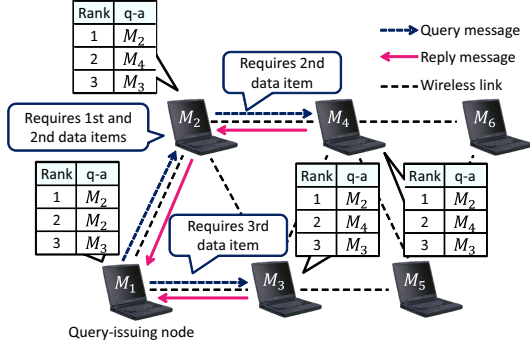 Rank q-a
1 M₂
2 M₄
3 M₃
Query message
Reply message
Wireless link
Requires 2nd
data item
Requires 1st and
2nd data items
M₂
M₄
M₆
Rank q-a
1 M₂
2 M₂
3 M₃
Rank q-a
1 M₂
2 M₄
3 M₃
Rank q-a
1 M₂
2 M₄
3 M₃
Requires 3rd
data item
M₁
M₃
M₅
Query-issuing node